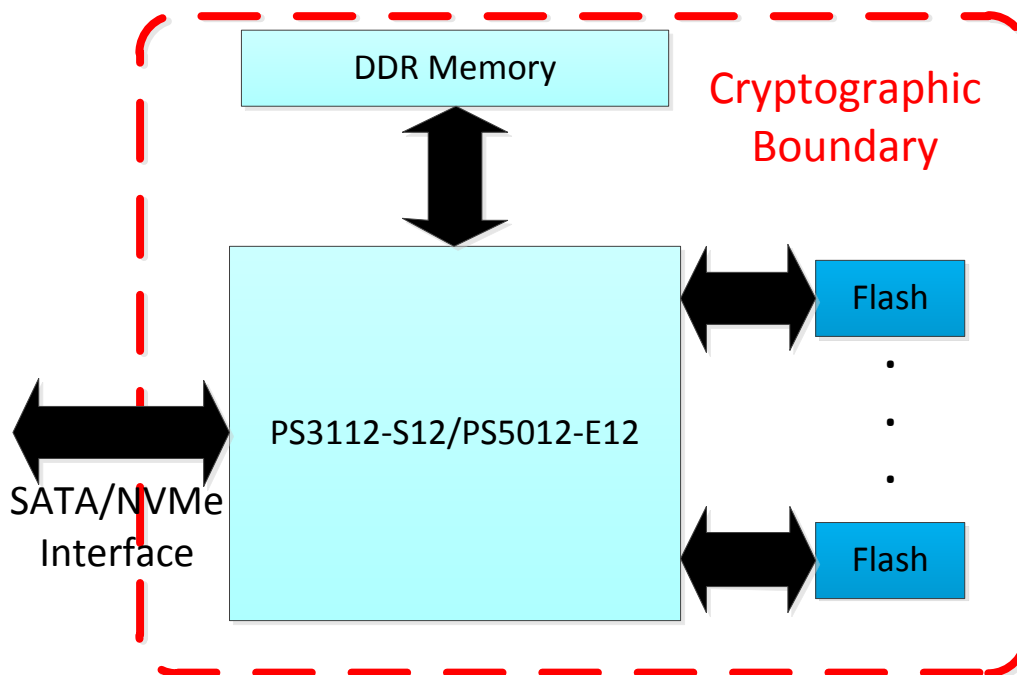 DDR Memory
Cryptographic
Boundary
Flash
PS3112-S12/PS5012-E12
SATA/NVMe
Interface
Flash